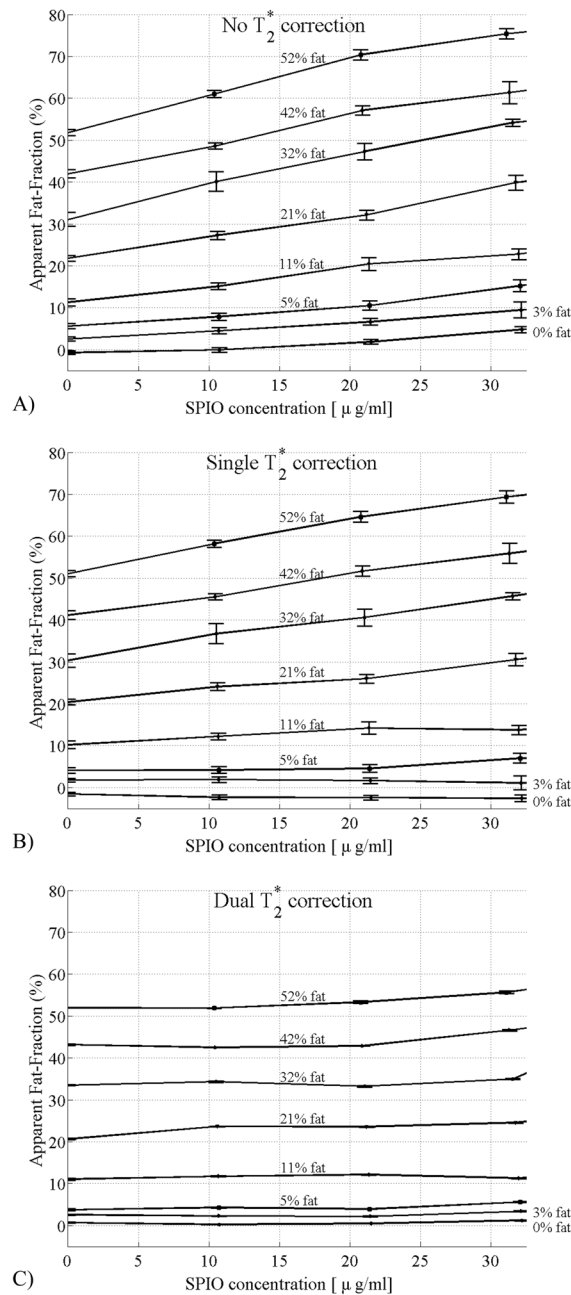 No T₂* correction
80
70
60
50
40
30
20
10
0
Apparent Fat-Fraction (%)
52% fat
42% fat
32% fat
21% fat
11% fat
5% fat
3% fat
0% fat
0 5 10 15 20 25 30
SPIO concentration [ μ g/ml]
A)
Single T₂* correction
80
70
60
50
40
30
20
10
0
Apparent Fat-Fraction (%)
52% fat
42% fat
32% fat
21% fat
11% fat
5% fat
3% fat
0% fat
0 5 10 15 20 25 30
SPIO concentration [ μ g/ml]
B)
Dual T₂* correction
80
70
60
50
40
30
20
10
0
Apparent Fat-Fraction (%)
52% fat
42% fat
32% fat
21% fat
11% fat
5% fat
3% fat
0% fat
0 5 10 15 20 25 30
SPIO concentration [ μ g/ml]
C)